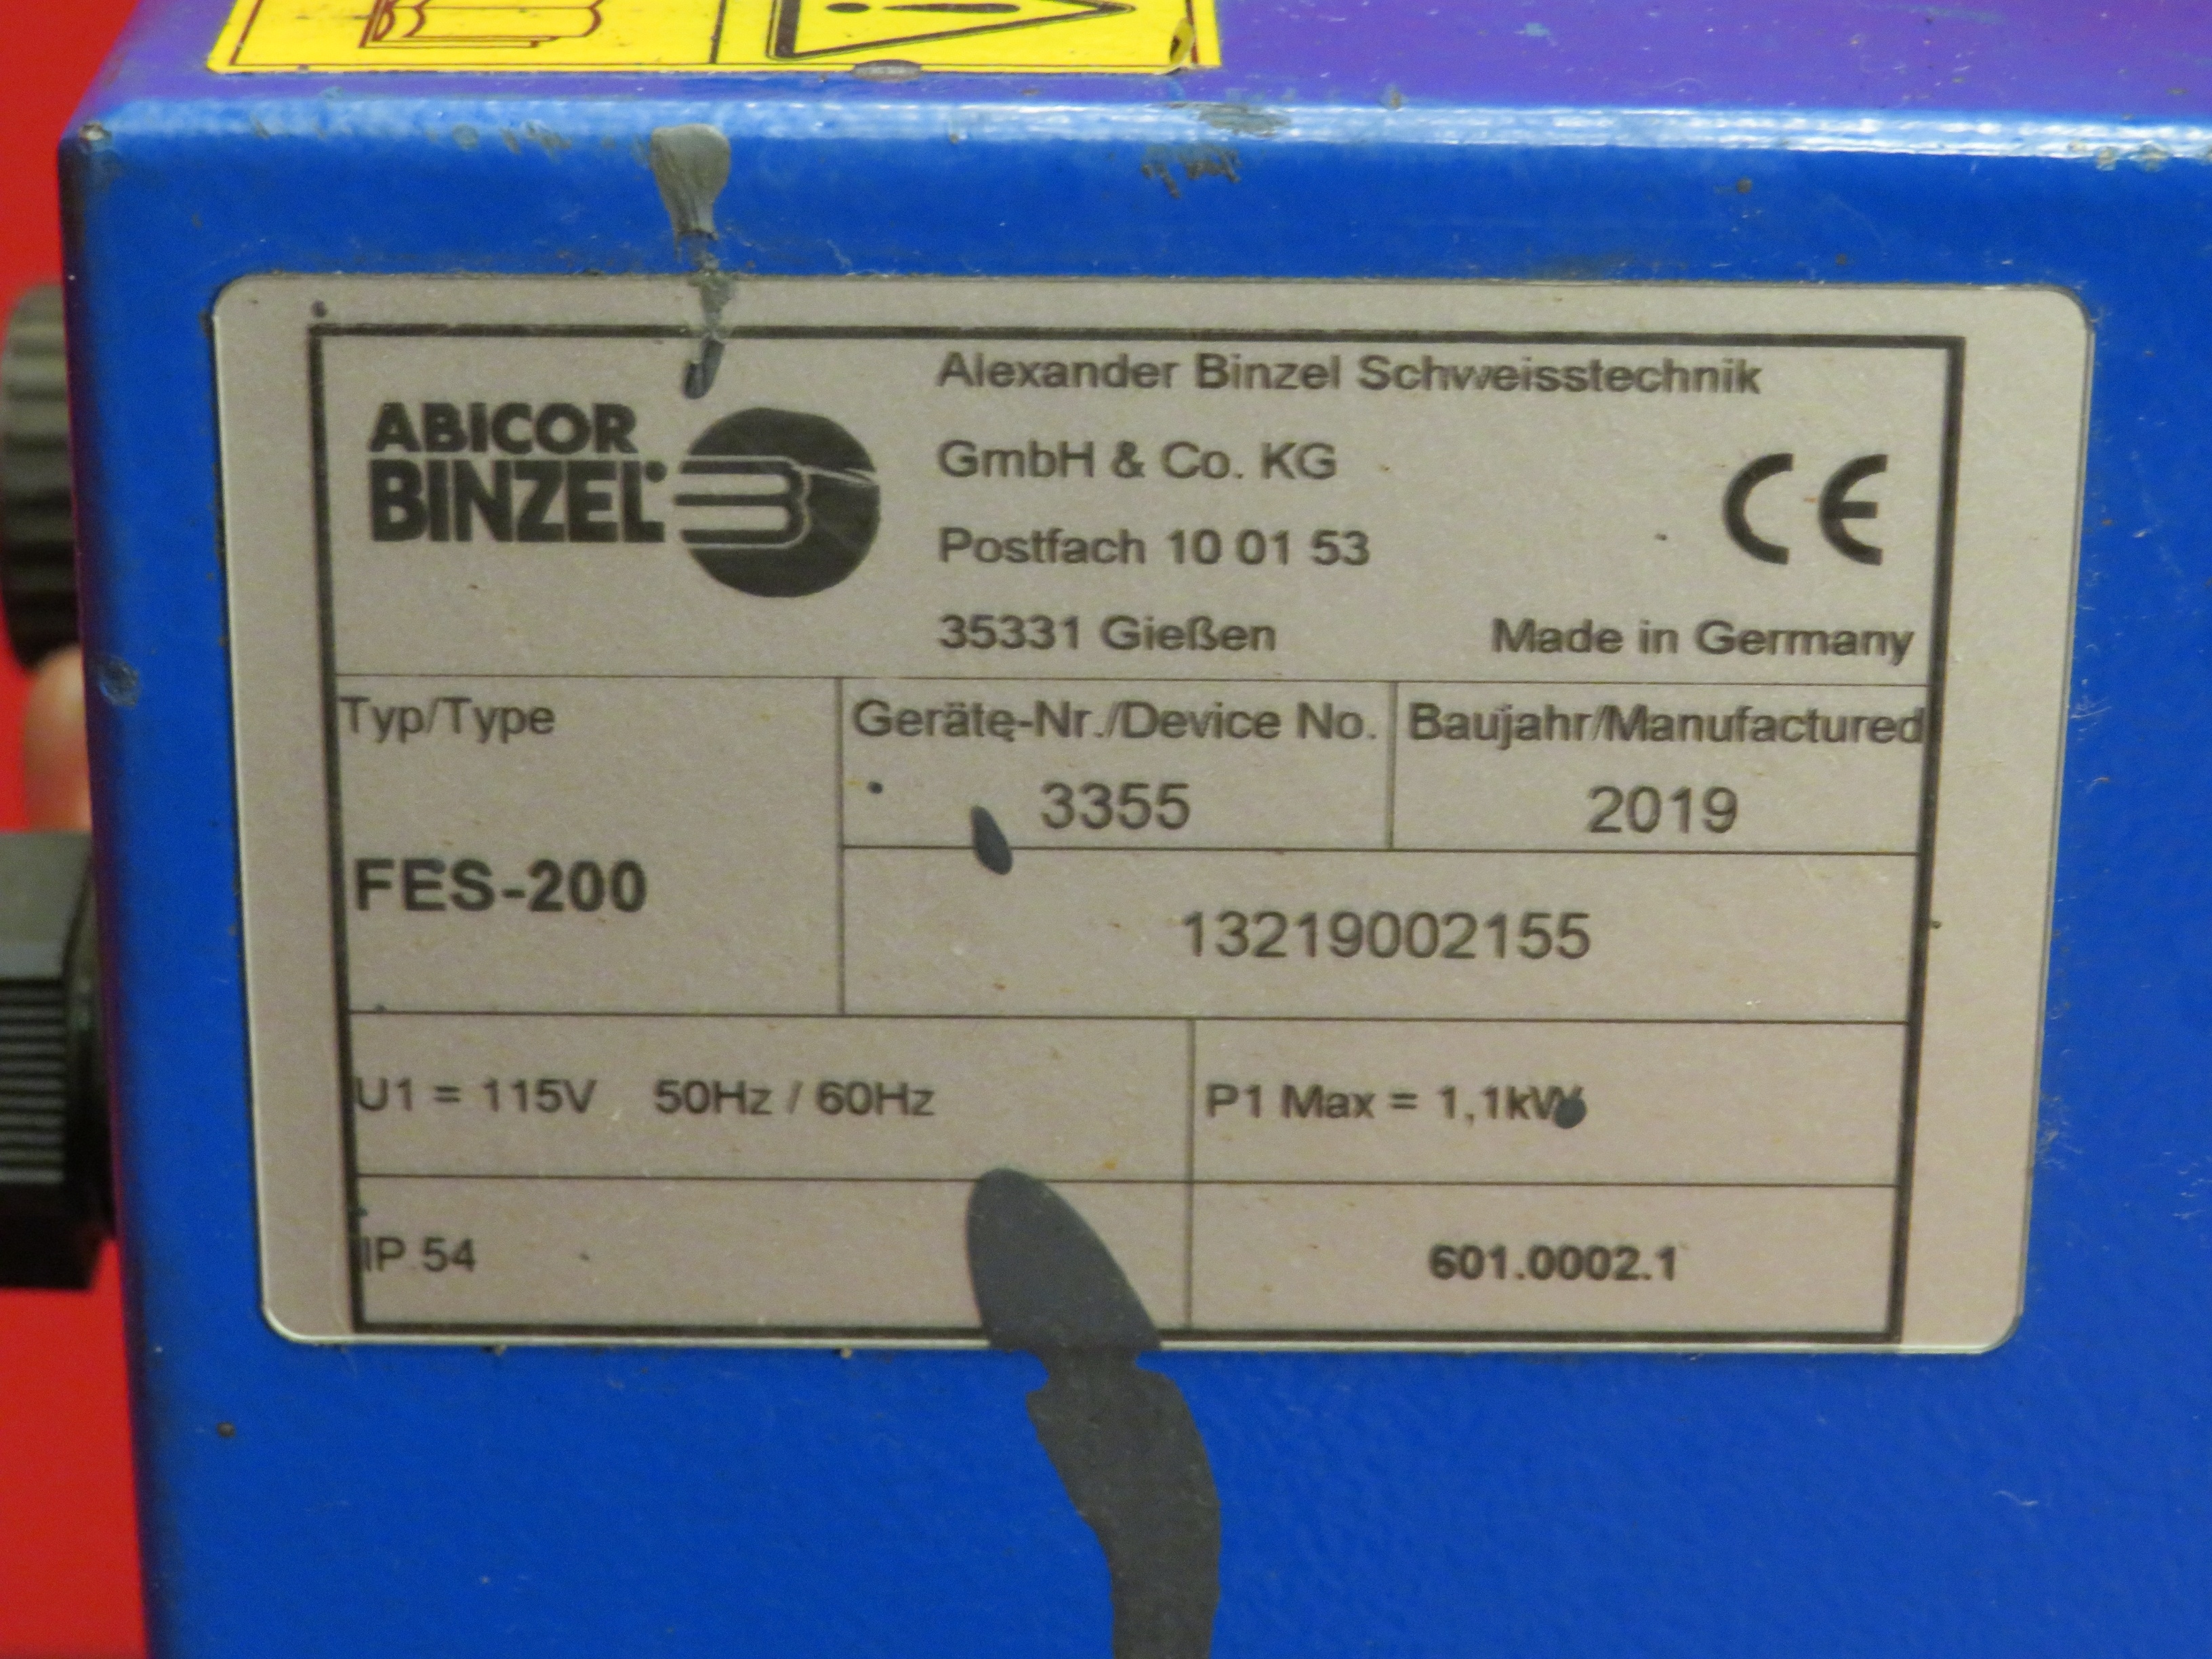 ABICOR
BINZEL
Alexander Binzel Schweisstechnik
GmbH & Co. KG
Postfach 10 01 53
35331 Gießen
CE
Made in Germany
Typ/Type
FES-200
Geräte-Nr./Device No.
3355
Baujahr/Manufactured
2019
13219002155
U1 = 115V 50Hz / 60Hz
P1 Max = 1,1kW
IP 54
601.0002.1